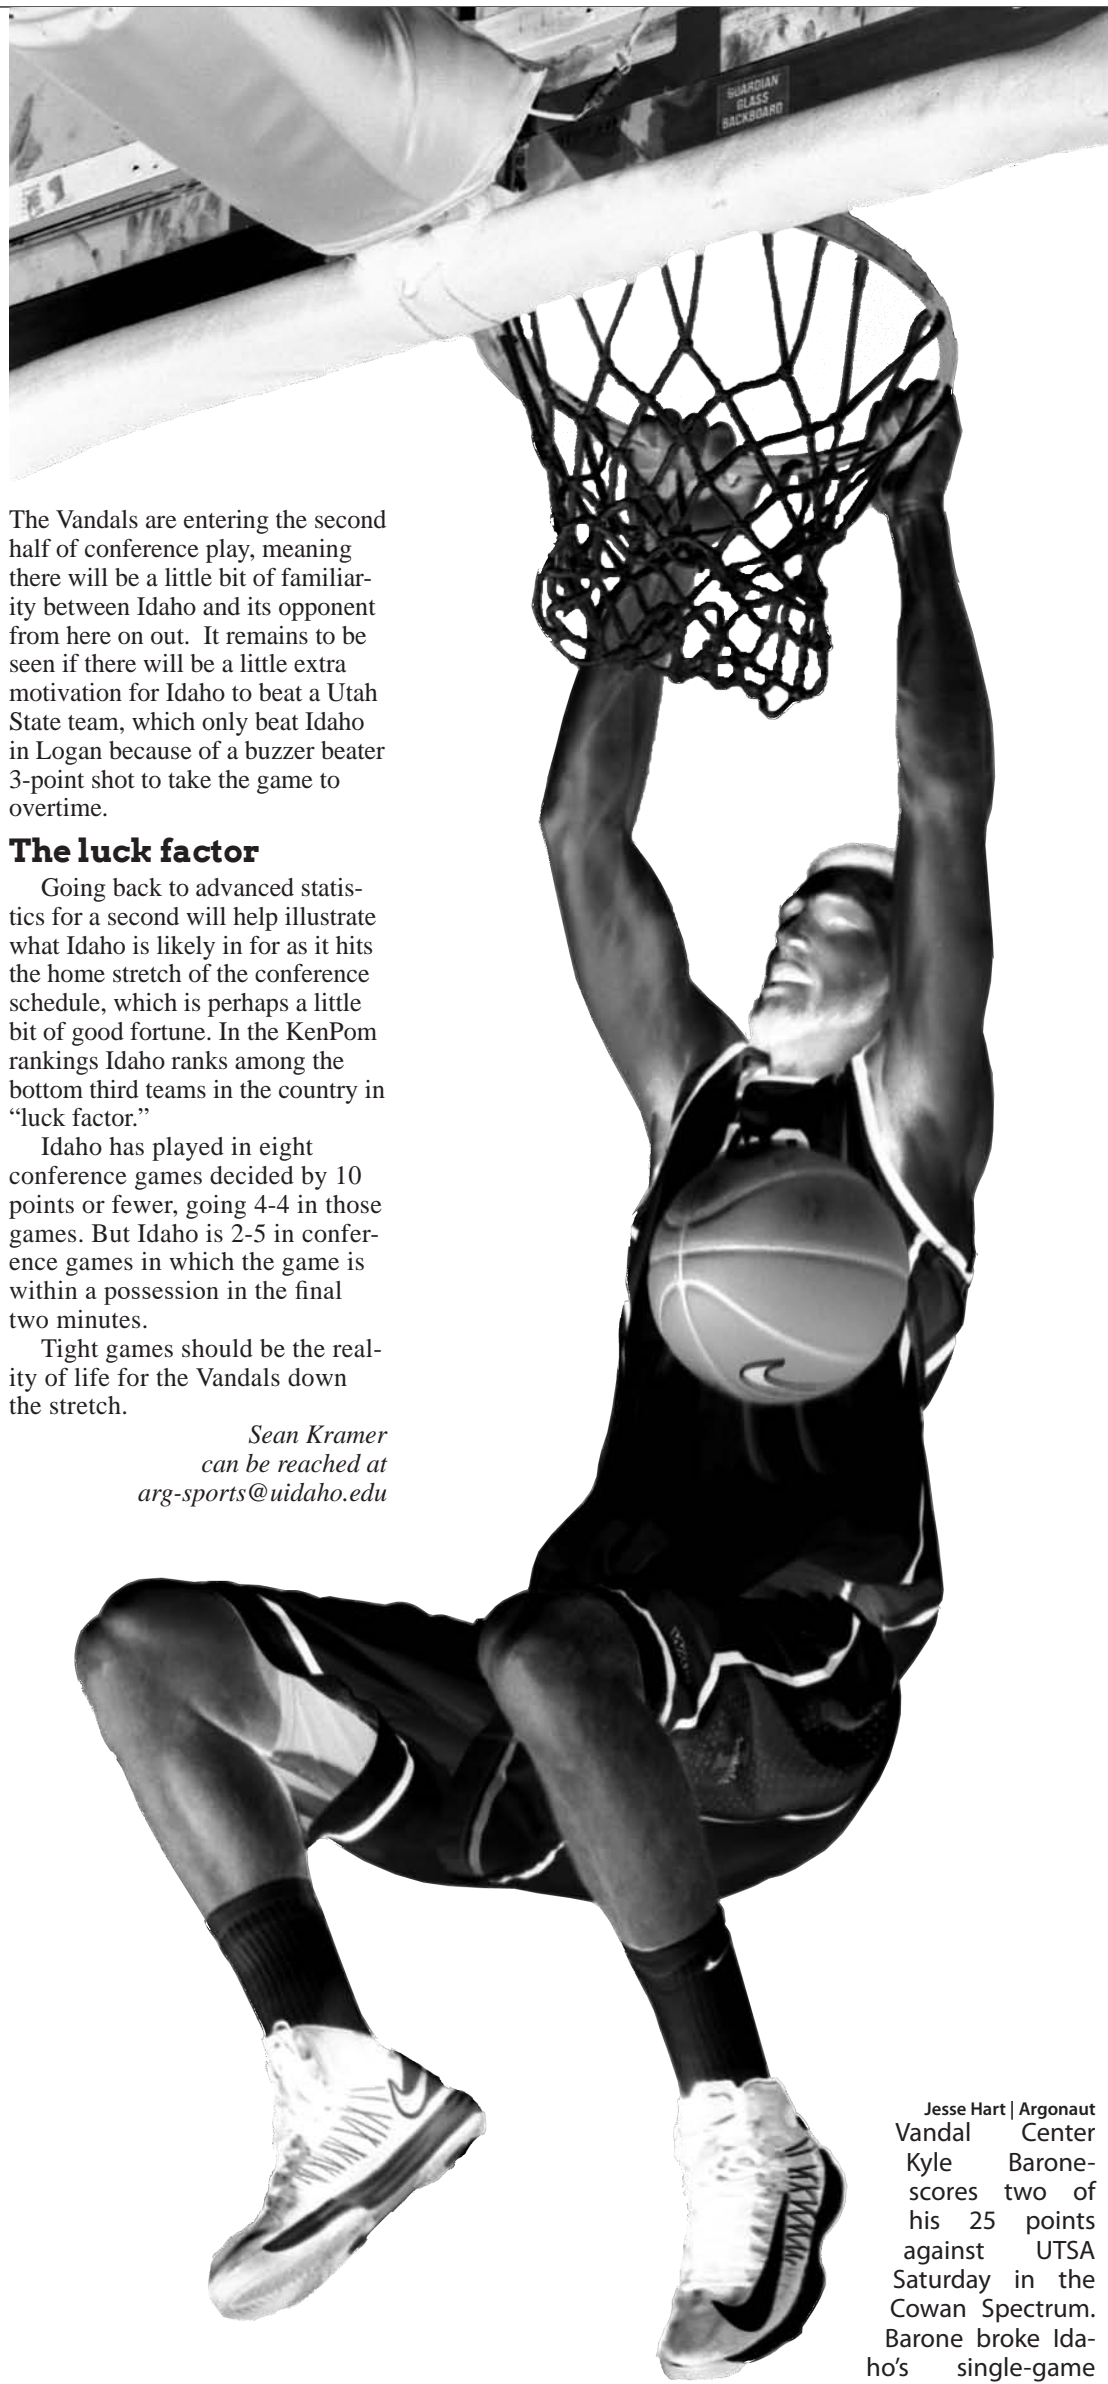 GUARDIAN
GLASS
BACKBOARD
The Vandals are entering the second
half of conference play, meaning
there will be a little bit of familiar-
ity between Idaho and its opponent
from here on out.  It remains to be
seen if there will be a little extra
motivation for Idaho to beat a Utah
State team, which only beat Idaho
in Logan because of a buzzer beater
3-point shot to take the game to
overtime.
The luck factor
Going back to advanced statis-
tics for a second will help illustrate
what Idaho is likely in for as it hits
the home stretch of the conference
schedule, which is perhaps a little
bit of good fortune. In the KenPom
rankings Idaho ranks among the
bottom third teams in the country in
“luck factor.”
Idaho has played in eight
conference games decided by 10
points or fewer, going 4-4 in those
games. But Idaho is 2-5 in confer-
ence games in which the game is
within a possession in the final
two minutes.
Tight games should be the real-
ity of life for the Vandals down
the stretch.
Sean Kramer
can be reached at
arg-sports@uidaho.edu
Jesse Hart | Argonaut
Vandal Center
Kyle Barone-
scores two of
his 25 points
against UTSA
Saturday in the
Cowan Spectrum.
Barone broke Ida-
ho’s single-game